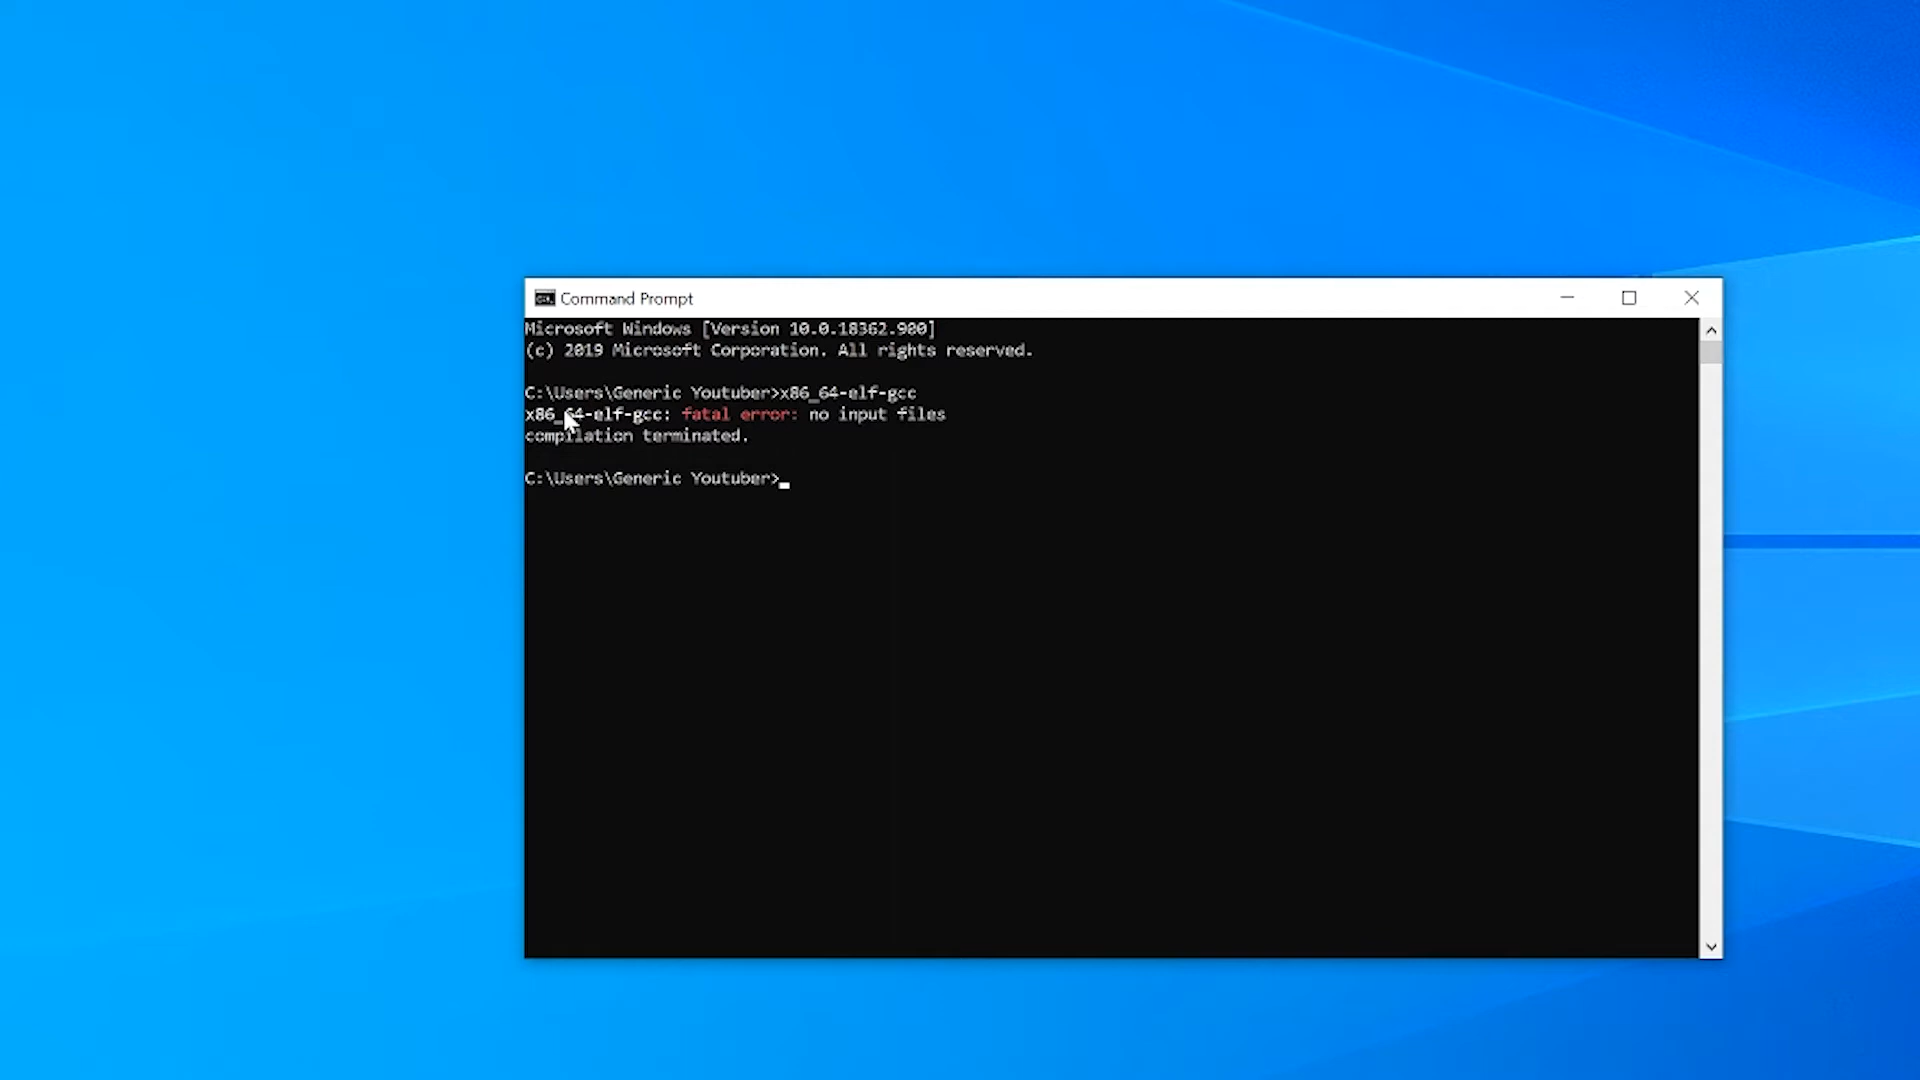 Command Prompt
Microsoft Windows [Version 10.0.18362.900]
(c) 2019 Microsoft Corporation. All rights reserved.
C:\Users\Generic Youtuber>x86_64-elf-gcc
x86_64-elf-gcc: fatal error: no input files
compilation terminated.
C:\Users\Generic Youtuber>